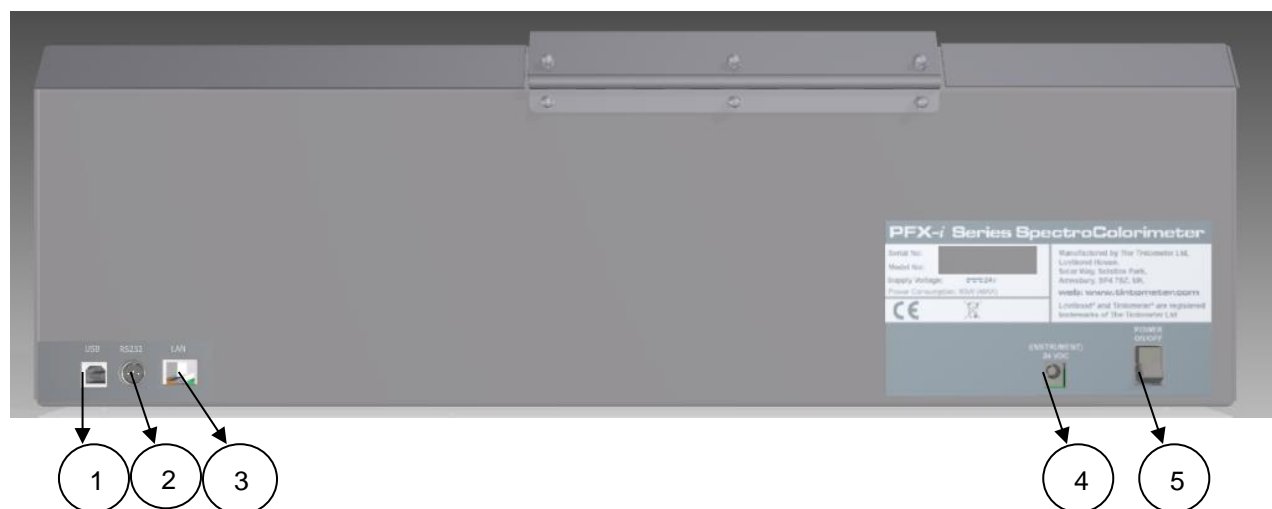 PFX-i Series SpectroColorimeter
Serial No:
Model No:
Supply Voltage:
Power Consumption:
Manufactured by The Tintometer Ltd,
Lovibond House,
Amesbury, SP4 7SZ, UK.
web: www.tintometer.com
Lovibond® and Tintometer® are registered
trademarks of The Tintometer Ltd
CE
USB RS232 LAN
(INSTRUMENT)
24 VDC
POWER
ON/OFF
1 2 3 4 5